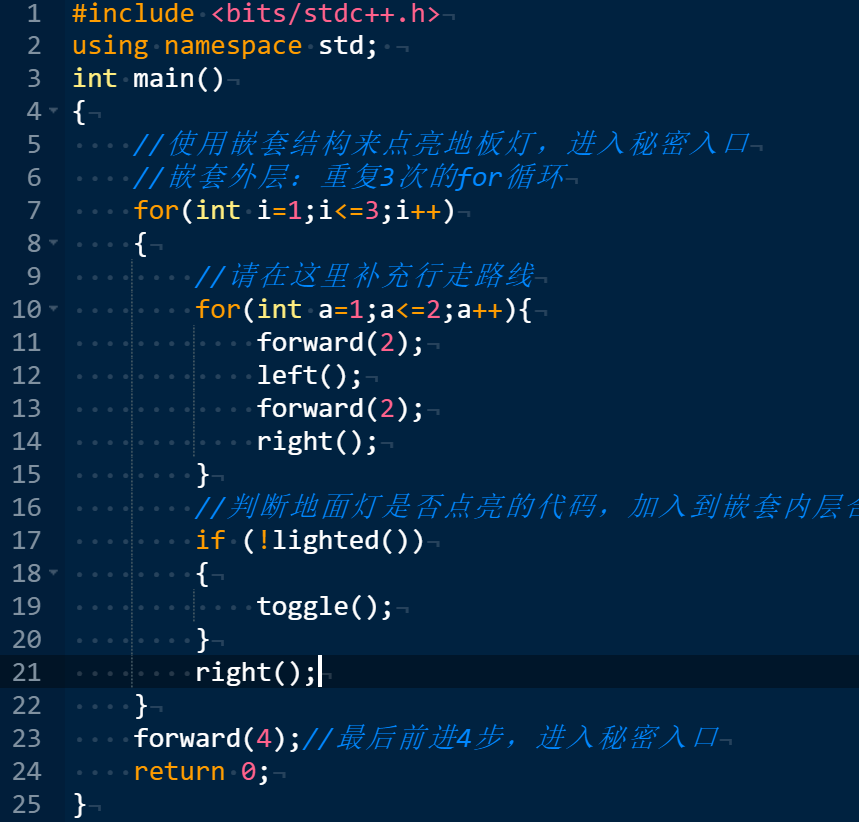 1 #include <bits/stdc++.h>
2 using namespace std;
3 int main()
4 {
5 //使用嵌套结构来点亮地板灯，进入秘密入口
6 //嵌套外层：重复3次的for循环
7 for(int i=1;i<=3;i++)
8 {
9 //请在这里补充行走路线
10 for(int a=1;a<=2;a++){
11 forward(2);
12 left();
13 forward(2);
14 right();
15 }
16 //判断地面灯是否点亮的代码，加入到嵌套内层
17 if (!lighted())
18 {
19 toggle();
20 }
21 right();
22 }
23 forward(4);//最后前进4步，进入秘密入口
24 return 0;
25 }